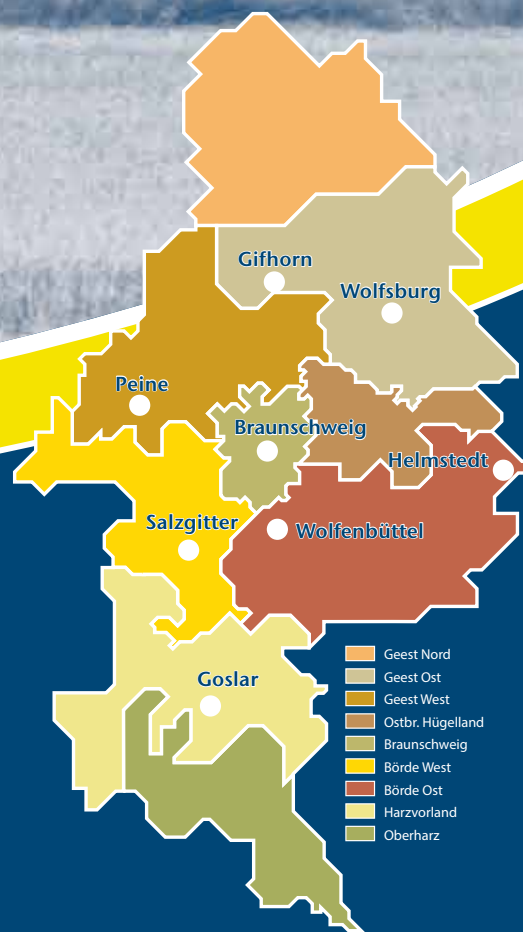 Gifhorn
Wolfsburg
Peine
Braunschweig
Helmstedt
Salzgitter
Wolfenbüttel
Goslar
Geest Nord
Geest Ost
Geest West
Ostbr. Hügelland
Braunschweig
Börde West
Börde Ost
Harzvorland
Oberharz